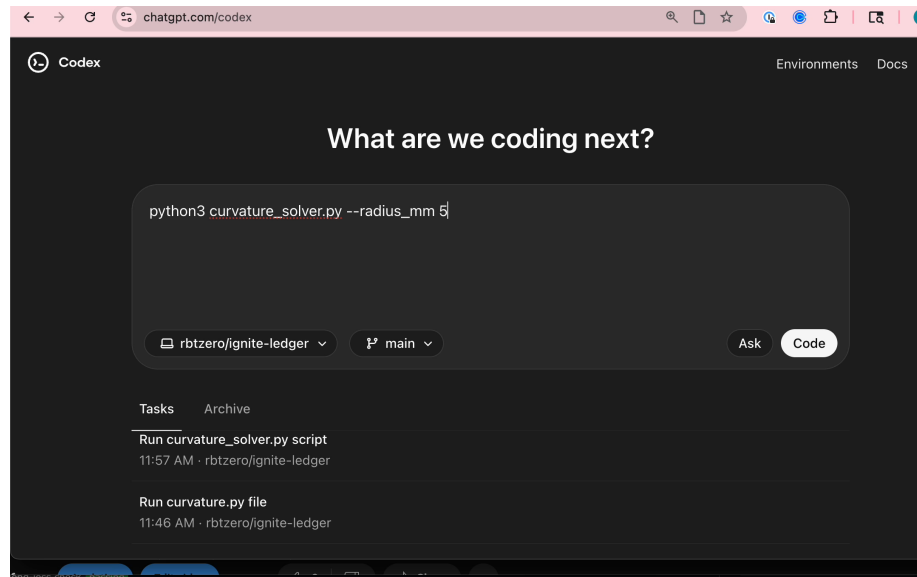 chatgpt.com/codex
Codex
Environments Docs
What are we coding next?
python3 curvature_solver.py --radius_mm 5
rbtzero/ignite-ledger main Ask Code
Tasks Archive
Run curvature_solver.py script
11:57 AM · rbtzero/ignite-ledger
Run curvature.py file
11:46 AM · rbtzero/ignite-ledger